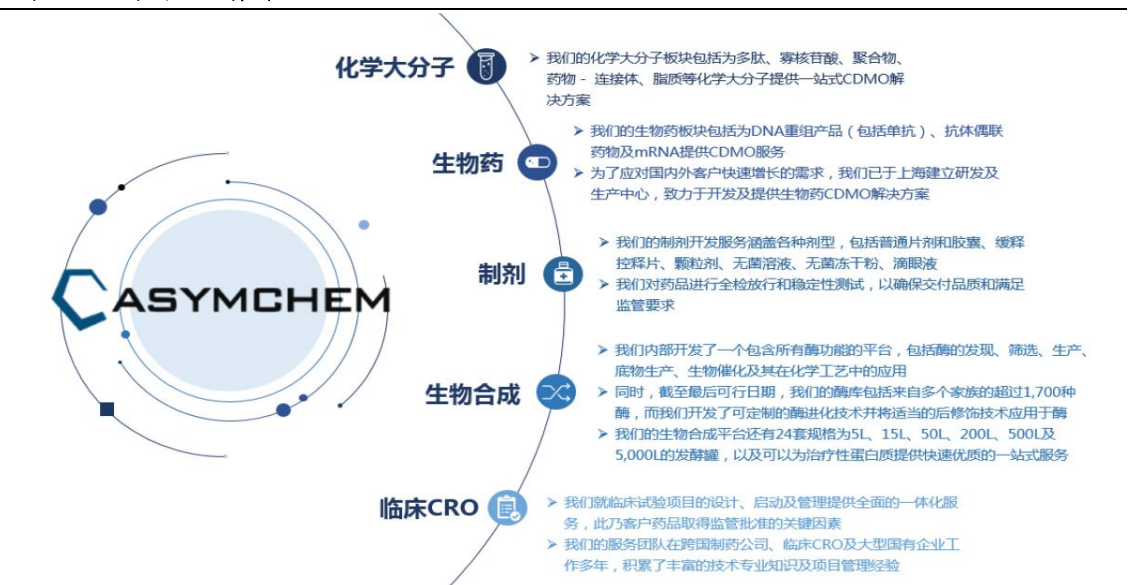 化学大分子
➢ 我们的化学大分子板块包括为多肽、寡核苷酸、聚合物、
药物 - 连接体、脂质等化学大分子提供一站式CDMO解
决方案
生物药
➢ 我们的生物药板块包括为DNA重组产品（包括单抗）、抗体偶联
药物及mRNA提供CDMO服务
➢ 为了应对国内外客户快速增长的需求，我们已于上海建立研发及
生产中心，致力于开发及提供生物药CDMO解决方案
ASYMCHEM
制剂
➢ 我们的制剂开发服务涵盖各种剂型，包括普通片剂和胶囊、缓释
控释片、颗粒剂、无菌溶液、无菌冻干粉、滴眼液
➢ 我们对药品进行全检放行和稳定性测试，以确保交付品质和满足
监管要求
生物合成
➢ 我们内部开发了一个包含所有酶功能的平台，包括酶的发现、筛选、生产、
底物生产、生物催化及其在化学工艺中的应用
➢ 同时，截至最后可行日期，我们的酶库包括来自多个家族的超过1,700种
酶，而我们开发了可定制的酶进化技术并将适当的后修饰技术应用于酶
➢ 我们的生物合成平台还有24套规格为5L、15L、50L、200L、500L及
5,000L的发酵罐，以及可以为治疗性蛋白质提供快速优质的一站式服务
临床CRO
➢ 我们就临床试验项目的设计、启动及管理提供全面的一体化服
务，此乃客户药品取得监管批准的关键因素
➢ 我们的服务团队在跨国制药公司、临床CRO及大型国有企业工
作多年，积累了丰富的技术专业知识及项目管理经验